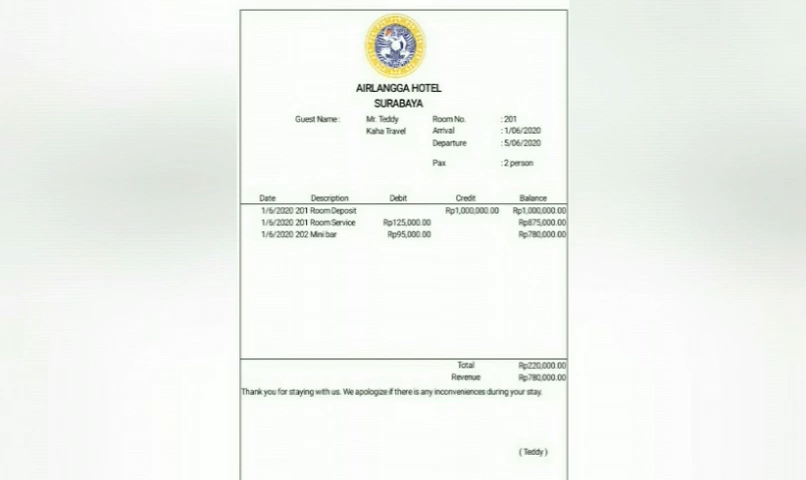 AIRLANGGA HOTEL
SURABAYA
Guest Name: Mr. Teddy Room No. : 201
Kaha Travel Arrival : 1/06/2020
Departure : 5/06/2020
Pax : 2 person
Date Description Debit Credit Balance
1/6/2020 201 Room Deposit Rp1,000,000.00 Rp1,000,000.00
1/6/2020 201 Room Service Rp125,000.00 Rp875,000.00
1/6/2020 202 Mini bar Rp95,000.00 Rp780,000.00
Total Rp220,000.00
Revenue Rp780,000.00
Thank you for staying with us. We apologize if there is any inconveniences during your stay.
( Teddy )